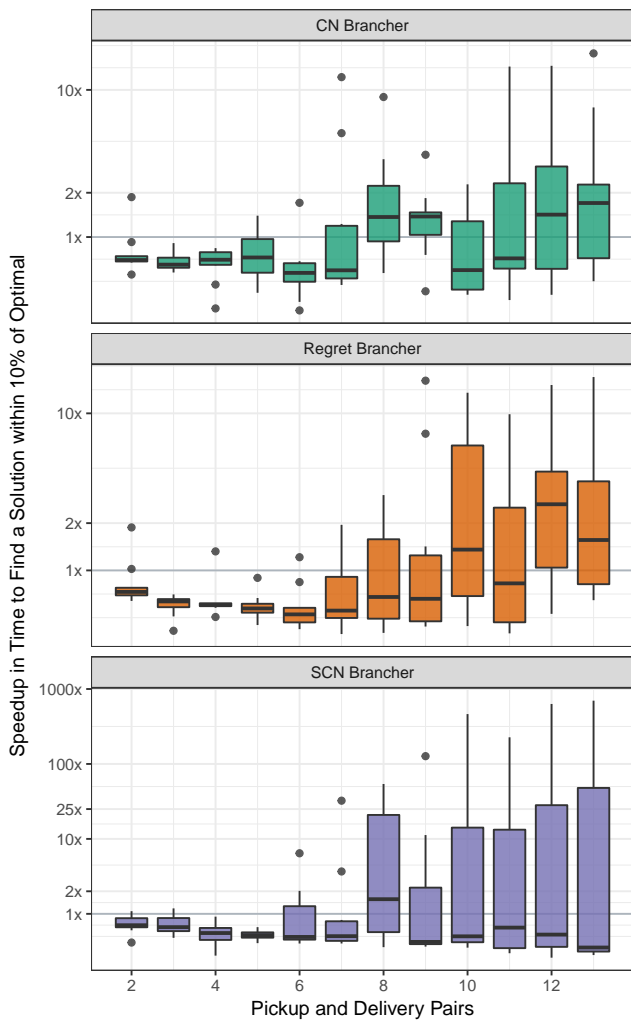 CN Brancher
10x
2x
1x
Regret Brancher
10x
2x
1x
SCN Brancher
1000x
100x
25x
10x
2x
1x
2
4
6
8
10
12
Pickup and Delivery Pairs
Speedup in Time to Find a Solution within 10% of Optimal